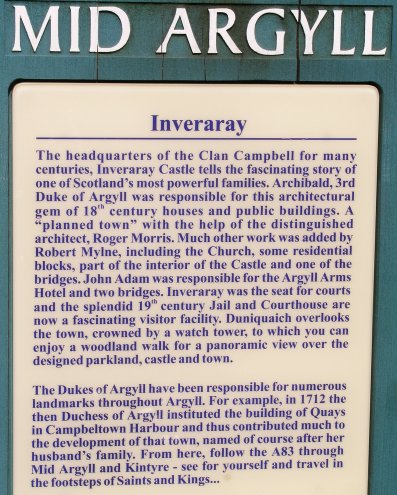 MID ARGYLL
Inveraray
The headquarters of the Clan Campbell for many
centuries, Inveraray Castle tells the fascinating story of
one of Scotland's most powerful families. Archibald, 3rd
Duke of Argyll was responsible for this architectural
gem of 18th century houses and public buildings. A
"planned town" with the help of the distinguished
architect, Roger Morris. Much other work was added by
Robert Mylne, including the Church, some residential
blocks, part of the interior of the Castle and one of the
bridges. John Adam was responsible for the Argyll Arms
Hotel and two bridges. Inveraray was the seat for courts
and the splendid 19th century Jail and Courthouse are
now a fascinating visitor facility. Duniquaich overlooks
the town, crowned by a watch tower, to which you can
enjoy a woodland walk for a panoramic view over the
designed parkland, castle and town.
The Dukes of Argyll have been responsible for numerous
landmarks throughout Argyll. For example, in 1712 the
then Duchess of Argyll instituted the building of Quays
in Campbeltown Harbour and thus contributed much to
the development of that town, named of course after her
husband's family. From here, follow the A83 through
Mid Argyll and Kintyre - see for yourself and travel in
the footsteps of Saints and Kings...